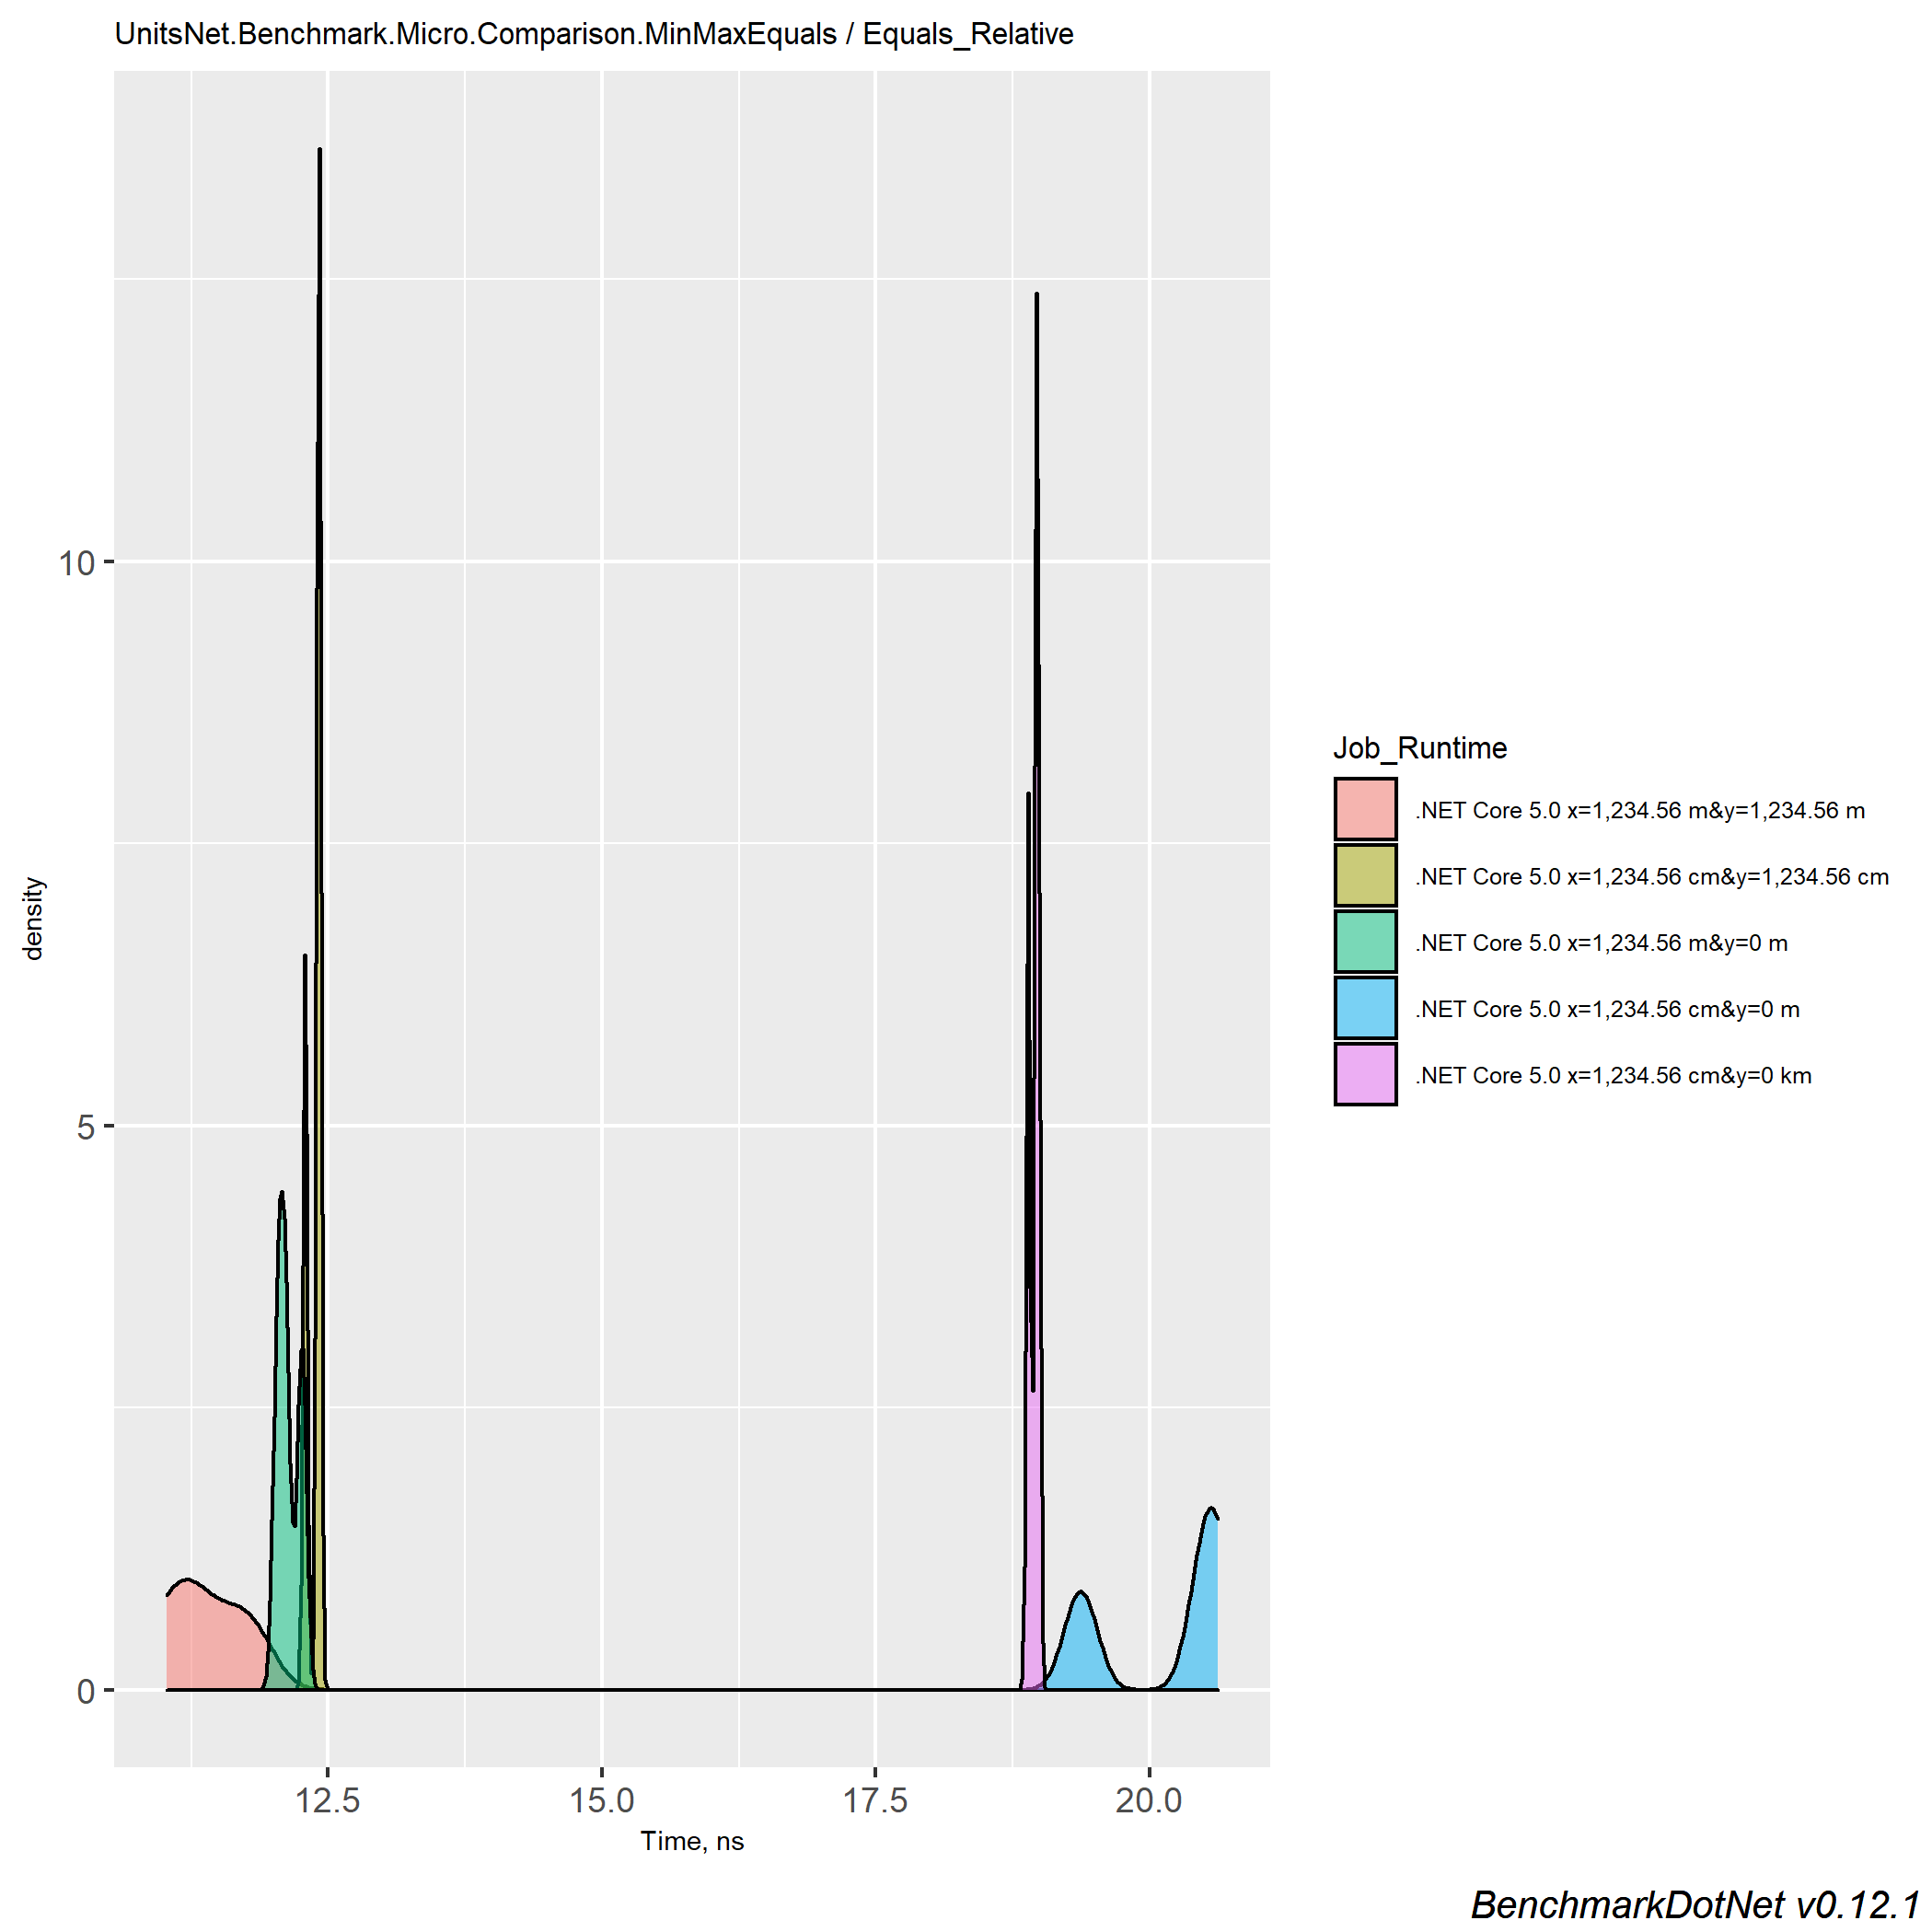 UnitsNet.Benchmark.Micro.Comparison.MinMaxEquals / Equals_Relative
10
5
0
density
12.5 15.0 17.5 20.0
Time, ns
Job_Runtime
.NET Core 5.0 x=1,234.56 m&y=1,234.56 m
.NET Core 5.0 x=1,234.56 cm&y=1,234.56 cm
.NET Core 5.0 x=1,234.56 m&y=0 m
.NET Core 5.0 x=1,234.56 cm&y=0 m
.NET Core 5.0 x=1,234.56 cm&y=0 km
BenchmarkDotNet v0.12.1